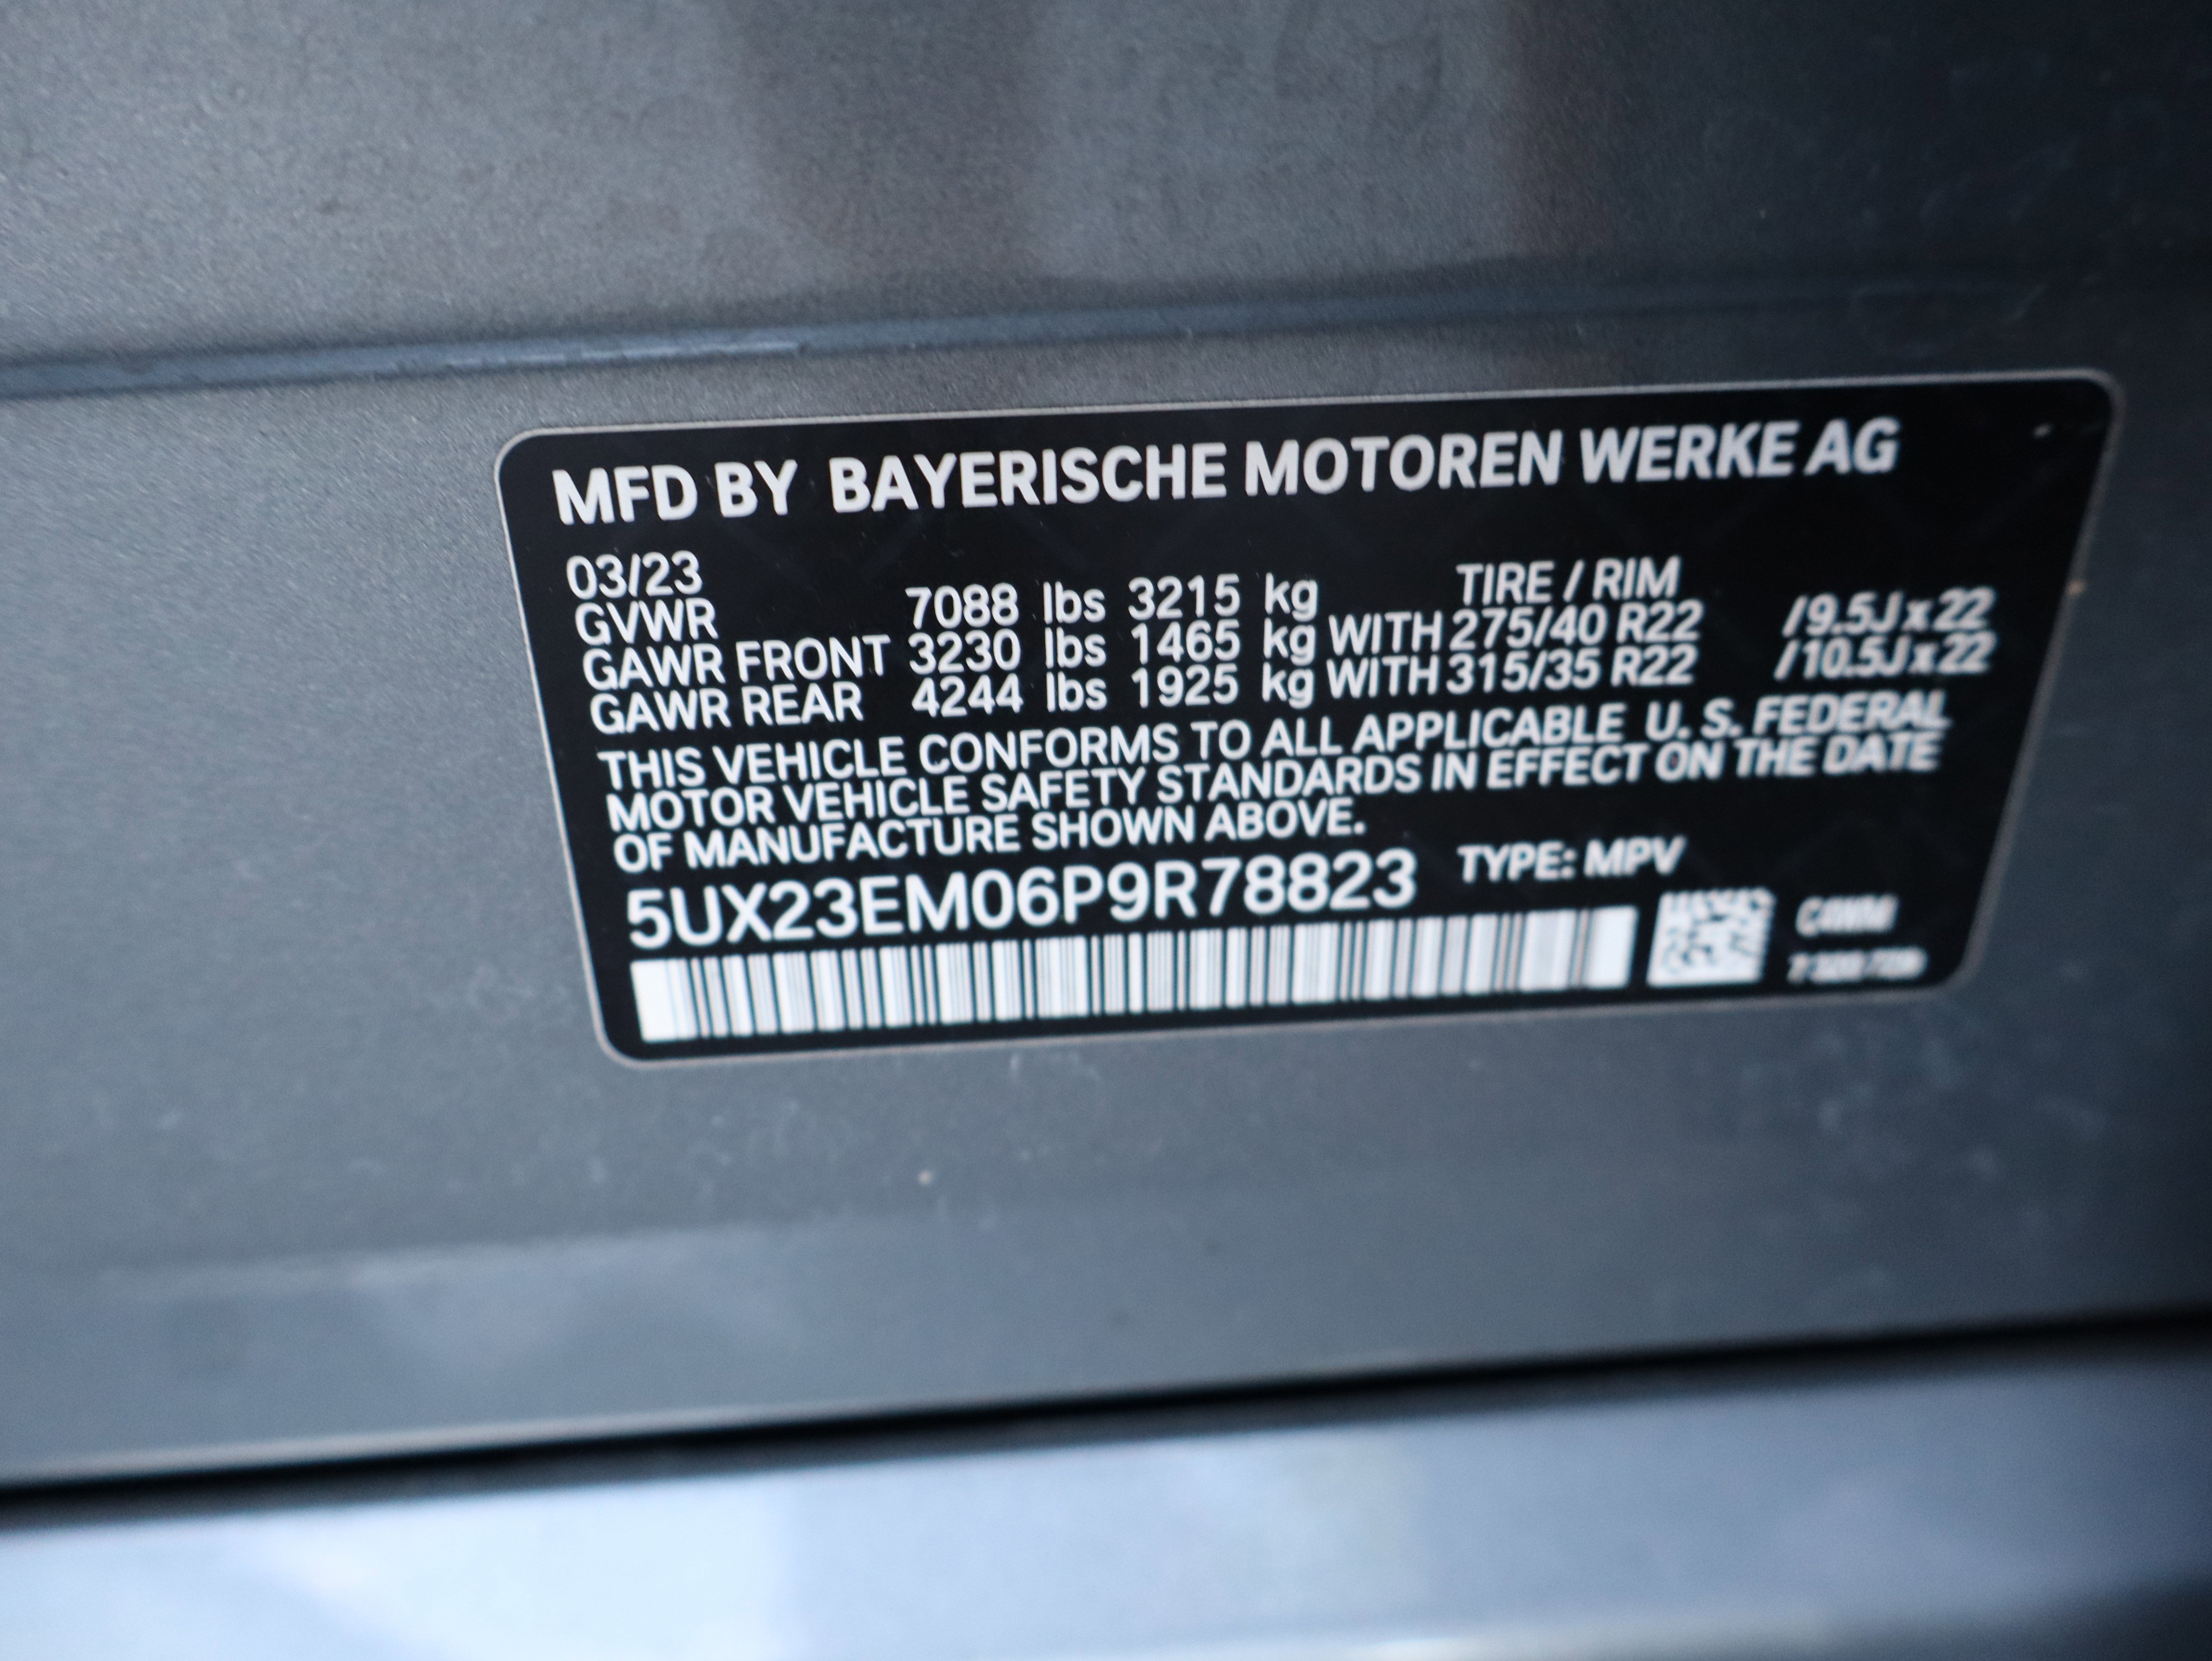 MFD BY BAYERISCHE MOTOREN WERKE AG
03/23 TIRE / RIM
GVWR 7088 lbs 3215 kg
GAWR FRONT 3230 lbs 1465 kg WITH 275/40 R22 /9.5Jx22
GAWR REAR 4244 lbs 1925 kg WITH 315/35 R22 /10.5Jx22
THIS VEHICLE CONFORMS TO ALL APPLICABLE U. S. FEDERAL
MOTOR VEHICLE SAFETY STANDARDS IN EFFECT ON THE DATE
OF MANUFACTURE SHOWN ABOVE.
5UX23EM06P9R78823 TYPE: MPV